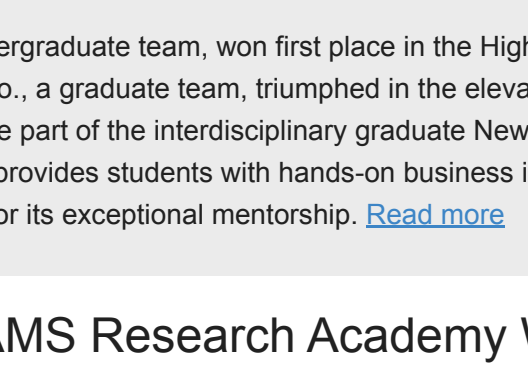 ergraduate team, won first place in the High
o., a graduate team, triumphed in the eleva
e part of the interdisciplinary graduate New
provides students with hands-on business i
or its exceptional mentorship. Read more
AMS Research Academy W